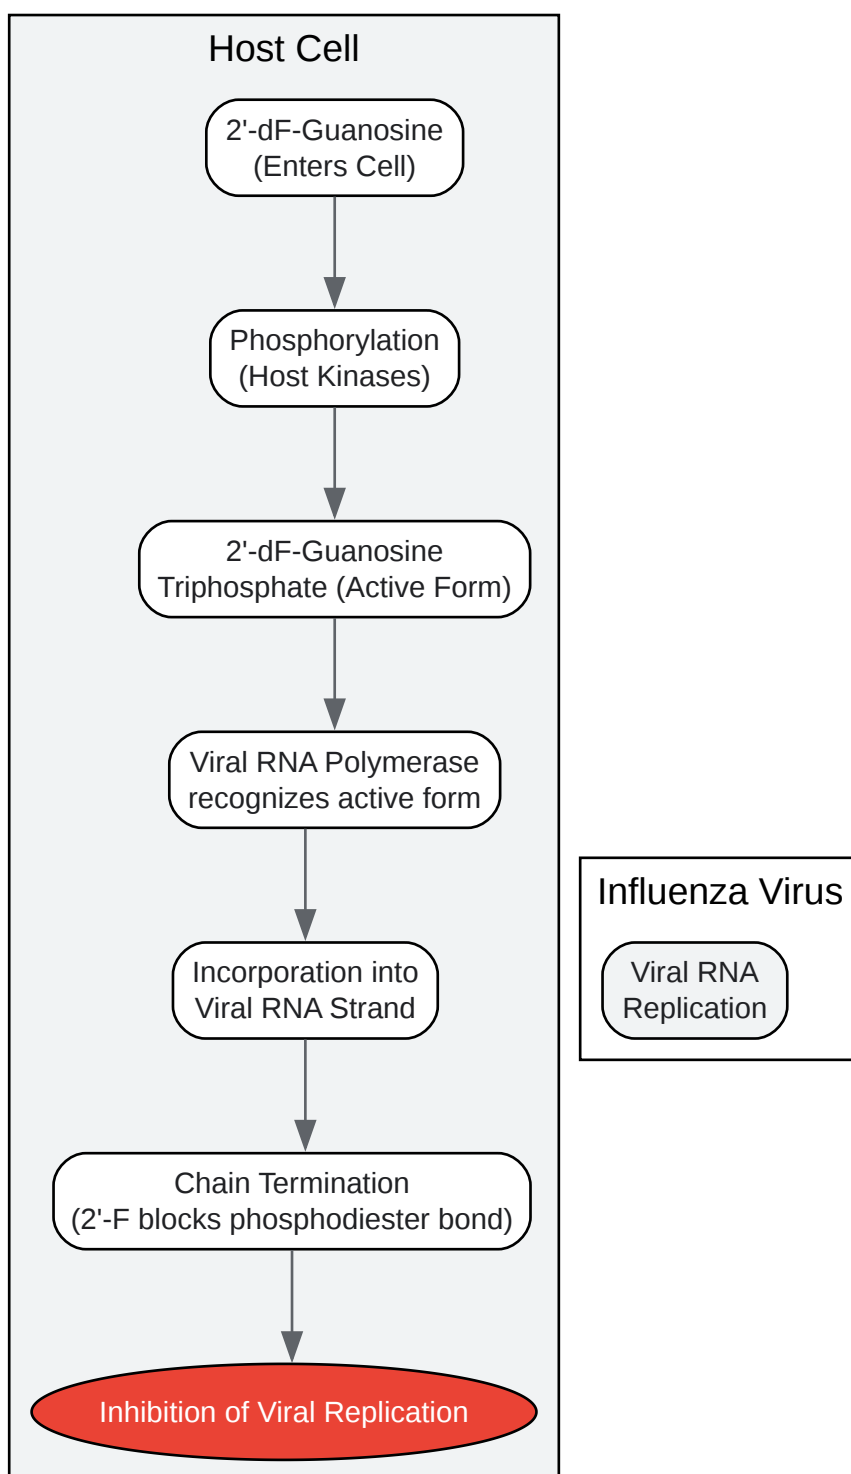 Host Cell
2'-dF-Guanosine
(Enters Cell)
Phosphorylation
(Host Kinases)
2'-dF-Guanosine
Triphosphate (Active Form)
Viral RNA Polymerase
recognizes active form
Incorporation into
Viral RNA Strand
Chain Termination
(2'-F blocks phosphodiester bond)
Inhibition of Viral Replication
Influenza Virus
Viral RNA
Replication